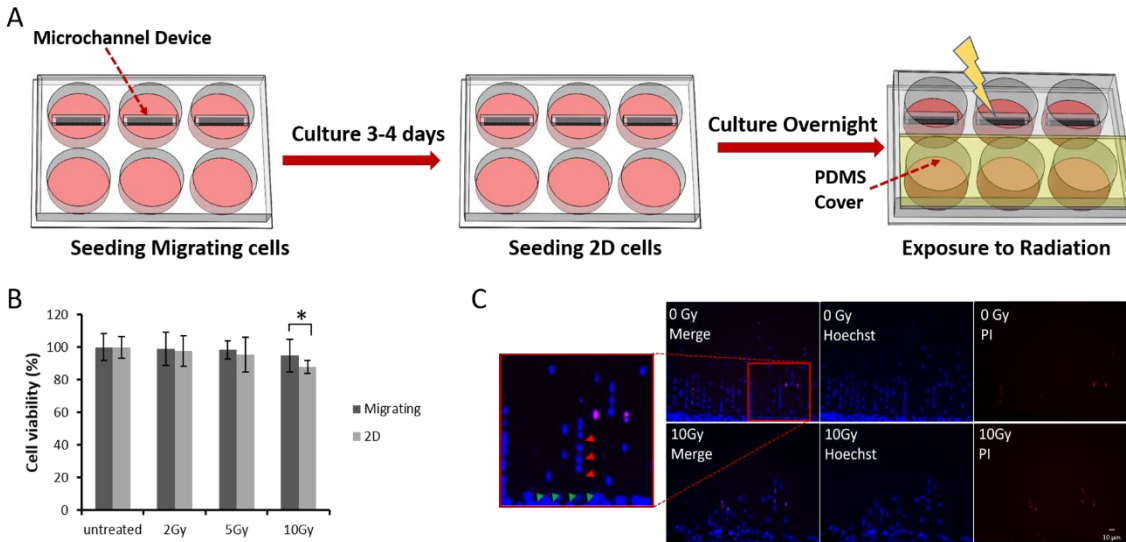 A
Microchannel Device
Culture 3-4 days
Culture Overnight
PDMS
Cover
Seeding Migrating cells
Seeding 2D cells
Exposure to Radiation
B
Cell viability (%)
120
100
80
60
40
20
0
*
untreated
2Gy
5Gy
10Gy
Migrating
2D
C
0 Gy
Merge
0 Gy
Hoechst
0 Gy
PI
10Gy
Merge
10Gy
Hoechst
10Gy
PI
10 µm